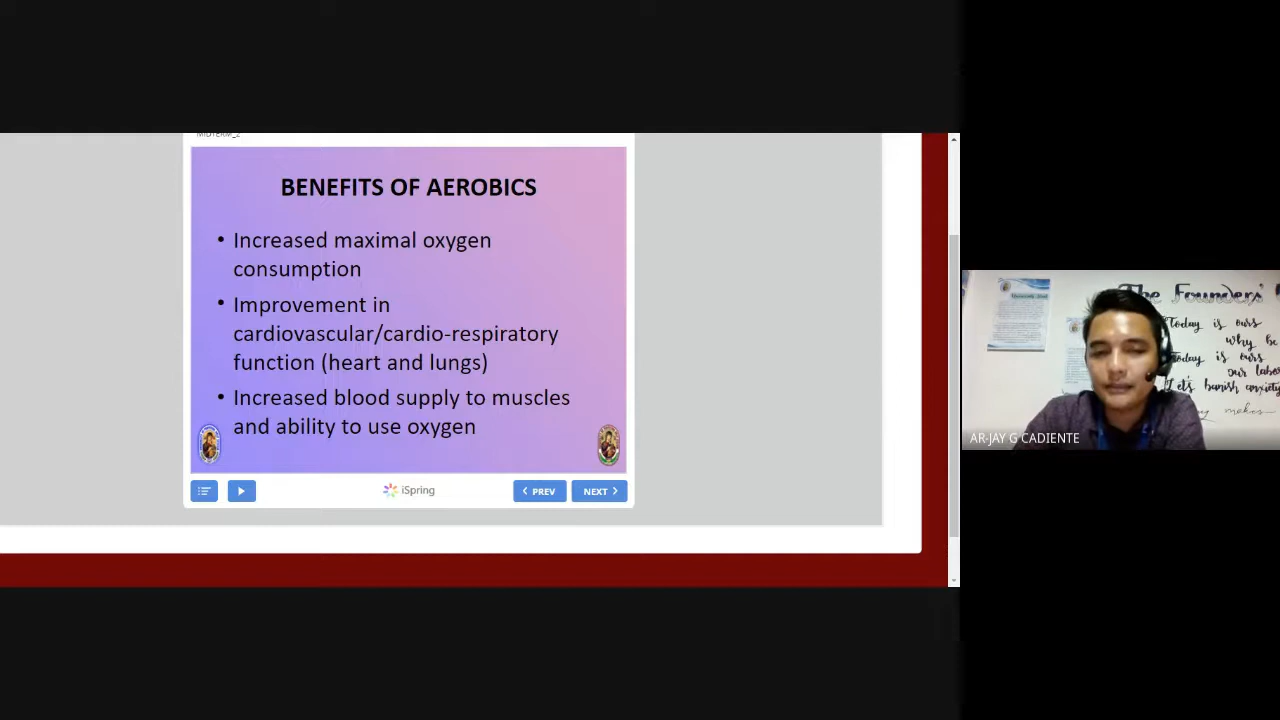 MIDTERM_2
BENEFITS OF AEROBICS
• Increased maximal oxygen
consumption
• Improvement in
cardiovascular/cardio-respiratory
function (heart and lungs)
• Increased blood supply to muscles
and ability to use oxygen
iSpring
PREV
NEXT
The Founders'
Today is ours
why be
Today is ours
our labor
Let's banish anxiety
makes
AR-JAY G CADIENTE